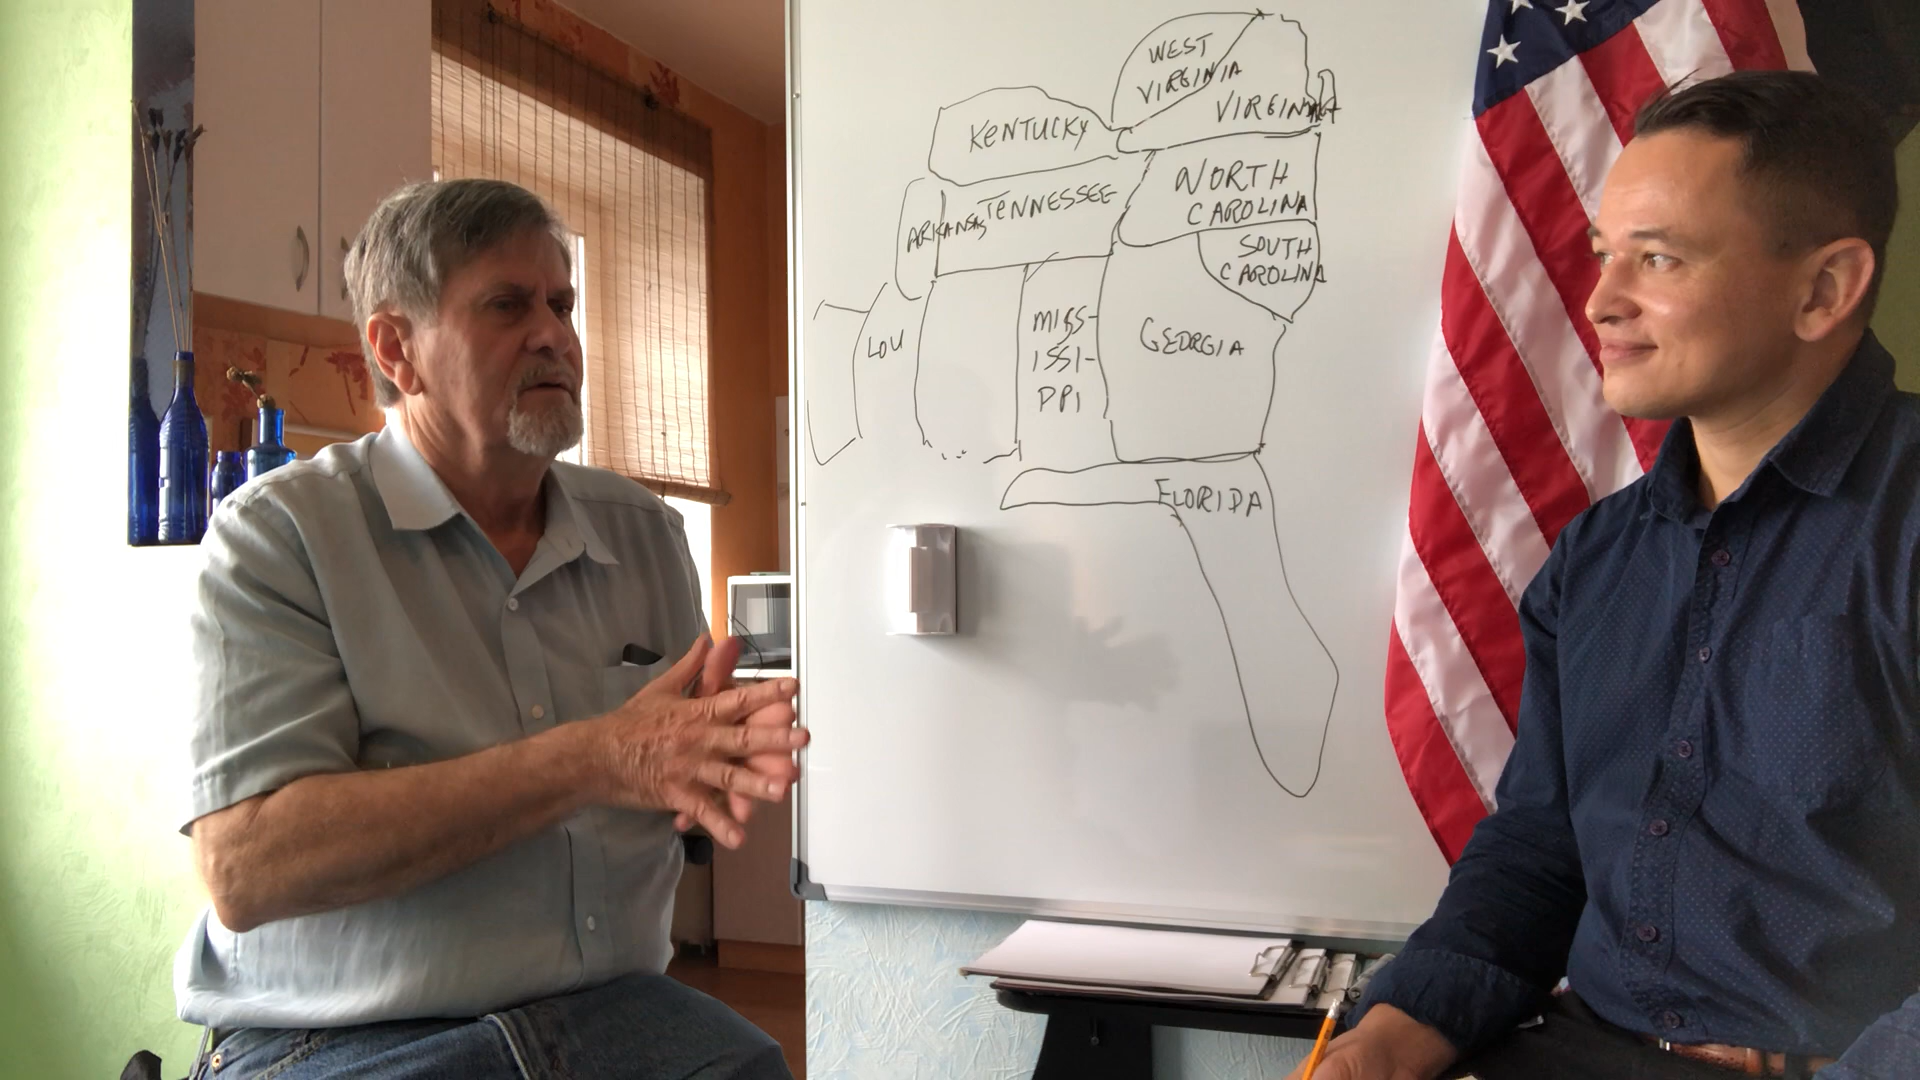 WEST
VIRGINIA
VIRGINIA
KENTUCKY
NORTH
CAROLINA
TENNESSEE
ARKANSAS
SOUTH
CAROLINA
MISS-
ISSI-
PPI
GEORGIA
LOU
FLORIDA